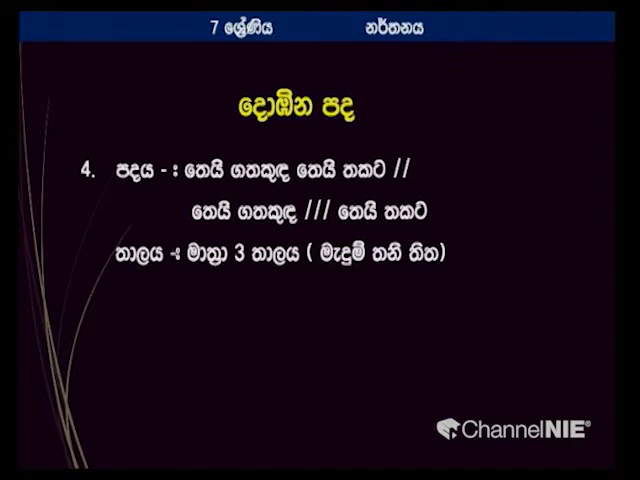 7 ශ්‍රේණිය නර්තනය
දොඹින පද
4. පදය - : තෙයි ගතකුඳ තෙයි තකට //
තෙයි ගතකුඳ /// තෙයි තකට
තාලය -: මාත්‍රා 3 තාලය ( මැදුම් තනි තිත)
ChannelNIE®